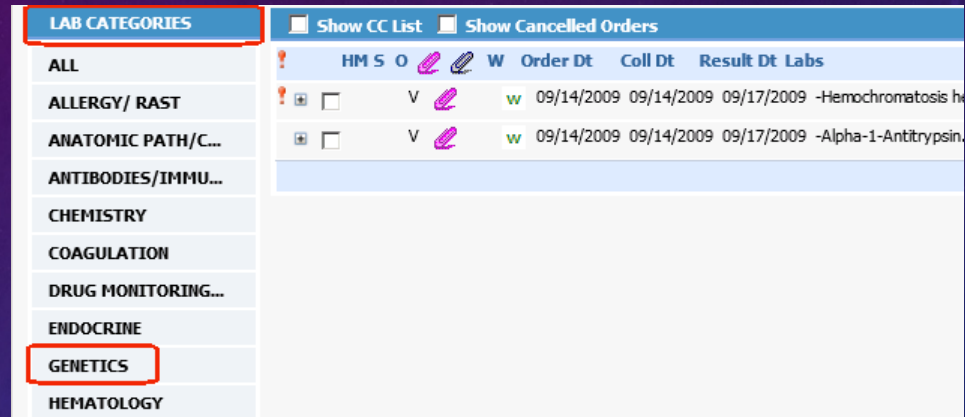 LAB CATEGORIES
ALL
ALLERGY/ RAST
ANATOMIC PATH/C...
ANTIBODIES/IMMU...
CHEMISTRY
COAGULATION
DRUG MONITORING...
ENDOCRINE
GENETICS
HEMATOLOGY
Show CC List Show Cancelled Orders
! HM S O W Order Dt Coll Dt Result Dt Labs
! V W 09/14/2009 09/14/2009 09/17/2009 -Hemochromatosis he
V W 09/14/2009 09/14/2009 09/17/2009 -Alpha-1-Antitrypsin.